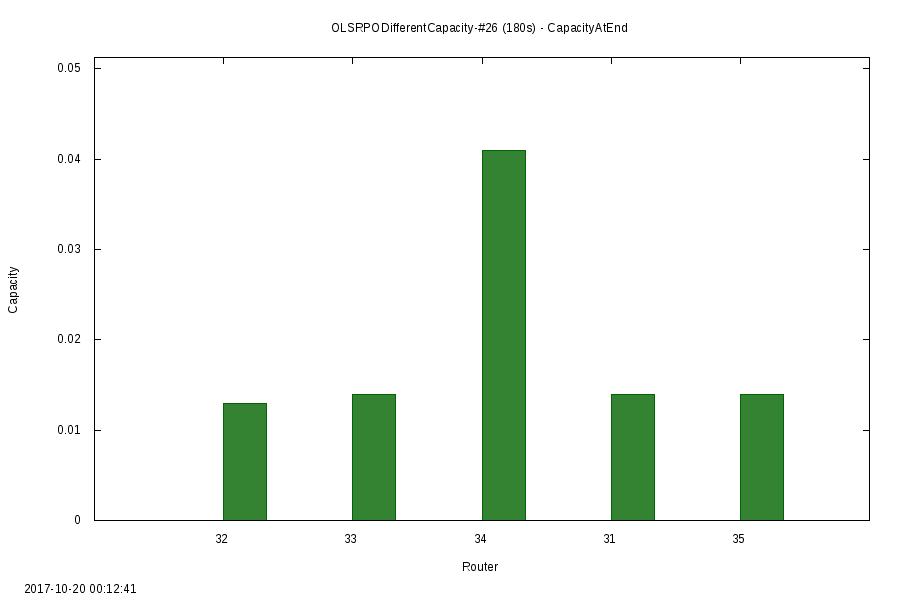 OLSRPODifferentCapacity-#26 (180s) - CapacityAtEnd
0.05
0.04
0.03
0.02
0.01
0
Capacity
32 33 34 31 35
Router
2017-10-20 00:12:41